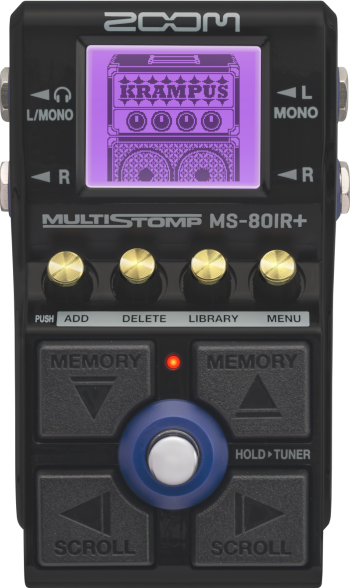 ZOOM
KRAMPUS
L/MONO
L
MONO
R
R
MULTISTOMP MS-80IR+
PUSH ADD DELETE LIBRARY MENU
MEMORY
MEMORY
HOLD▸TUNER
SCROLL
SCROLL